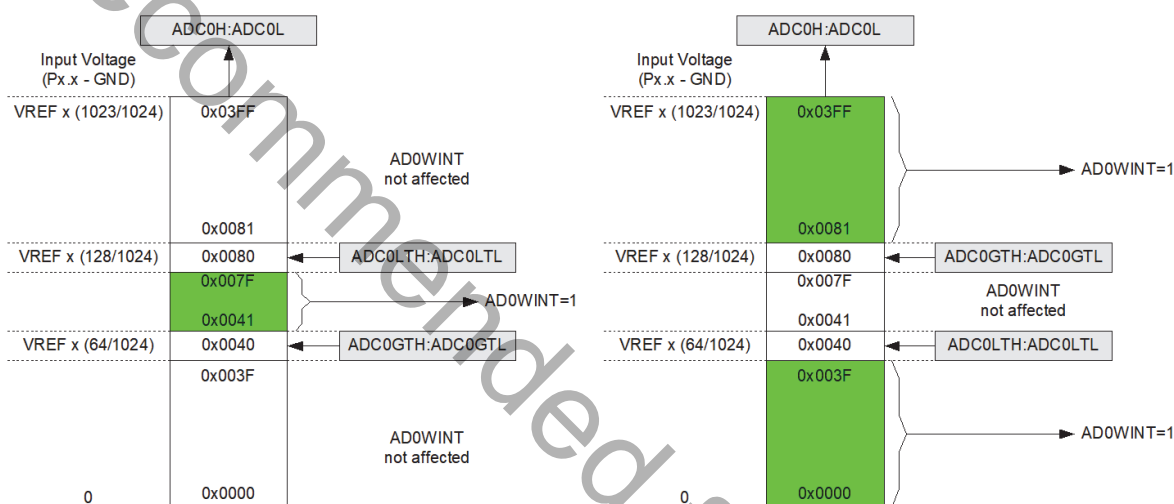 ADC0H:ADC0L
Input Voltage
(Px.x - GND)
VREF x (1023/1024)
0x03FF
AD0WINT
not affected
0x0081
VREF x (128/1024)
0x0080
ADC0LTH:ADC0LTL
0x007F
AD0WINT=1
0x0041
VREF x (64/1024)
0x0040
ADC0GTH:ADC0GTL
0x003F
AD0WINT
not affected
0
0x0000
ADC0H:ADC0L
Input Voltage
(Px.x - GND)
VREF x (1023/1024)
0x03FF
AD0WINT=1
0x0081
VREF x (128/1024)
0x0080
ADC0GTH:ADC0GTL
0x007F
AD0WINT
not affected
0x0041
VREF x (64/1024)
0x0040
ADC0LTH:ADC0LTL
0x003F
AD0WINT=1
0
0x0000
ecommended